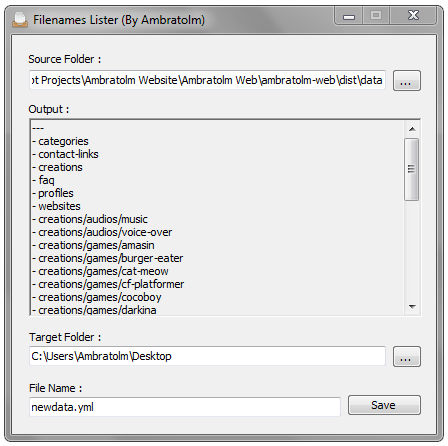 Filenames Lister (By Ambratolm)
Source Folder :
ot Projects\Ambratolm Website\Ambratolm Web\ambratolm-web\dist\data
...
Output :
---
- categories
- contact-links
- creations
- faq
- profiles
- websites
- creations/audios/music
- creations/audios/voice-over
- creations/games/amasin
- creations/games/burger-eater
- creations/games/cat-meow
- creations/games/cf-platformer
- creations/games/cocoboy
- creations/games/darkina
Target Folder :
C:\Users\Ambratolm\Desktop
...
File Name :
newdata.yml
Save